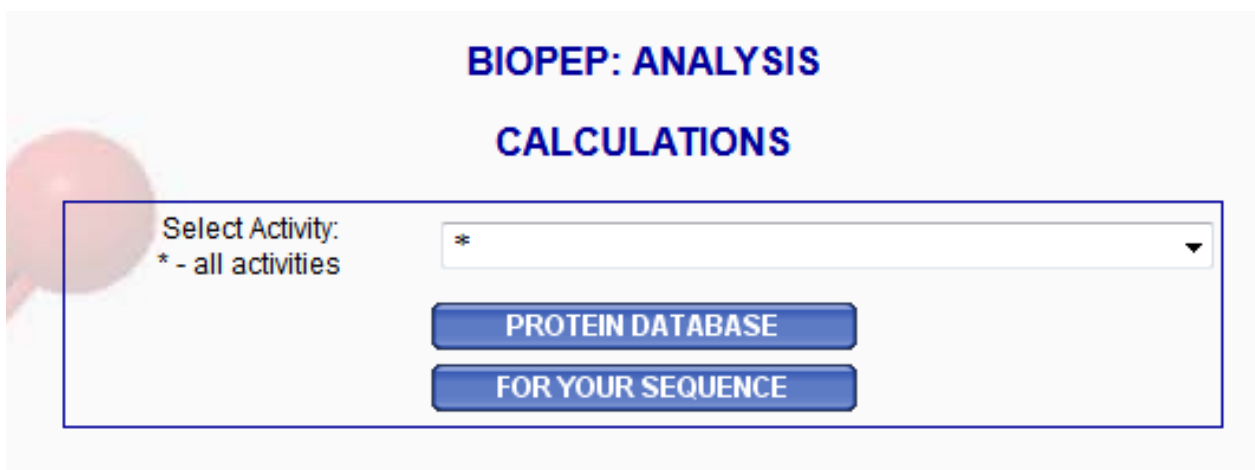 BIOPEP: ANALYSIS
CALCULATIONS
Select Activity:
* - all activities
*
PROTEIN DATABASE
FOR YOUR SEQUENCE